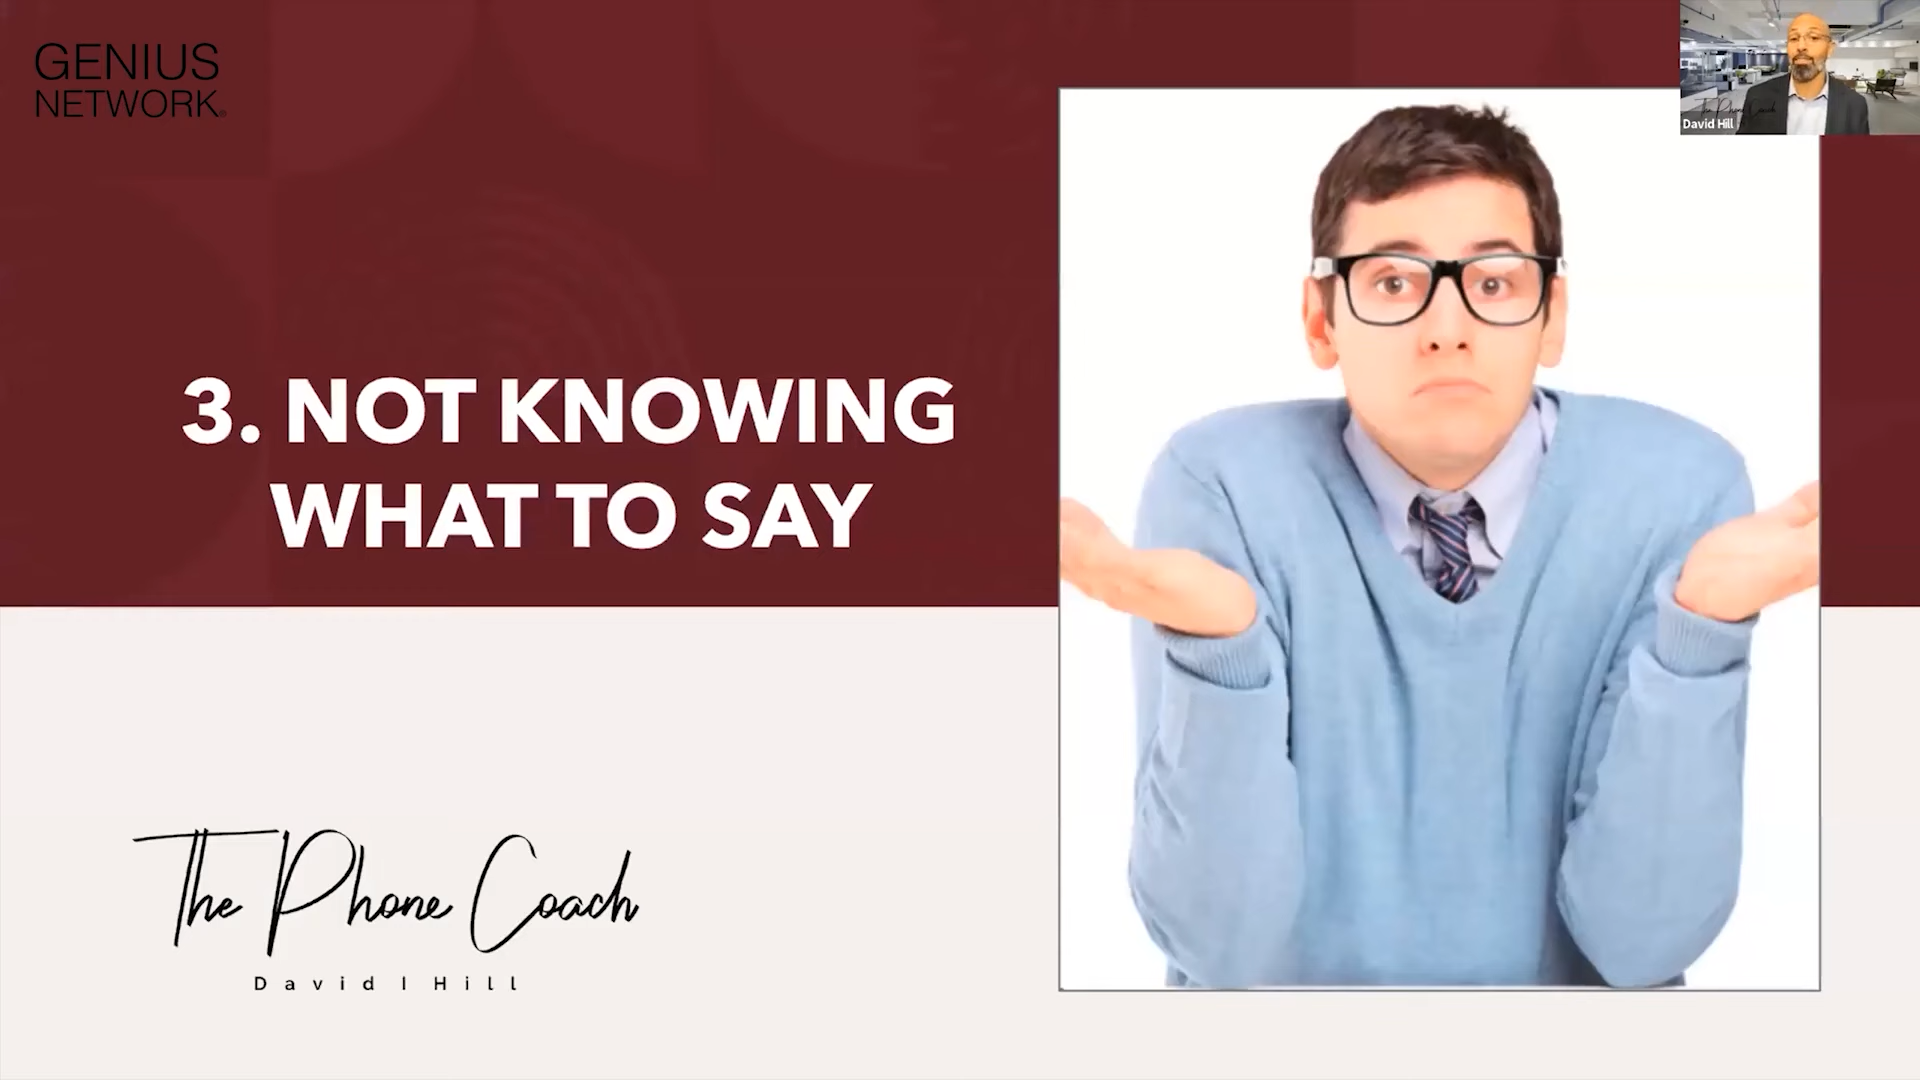 GENIUS
NETWORK®
David Hill
3. NOT KNOWING
WHAT TO SAY
The Phone Coach
David I Hill